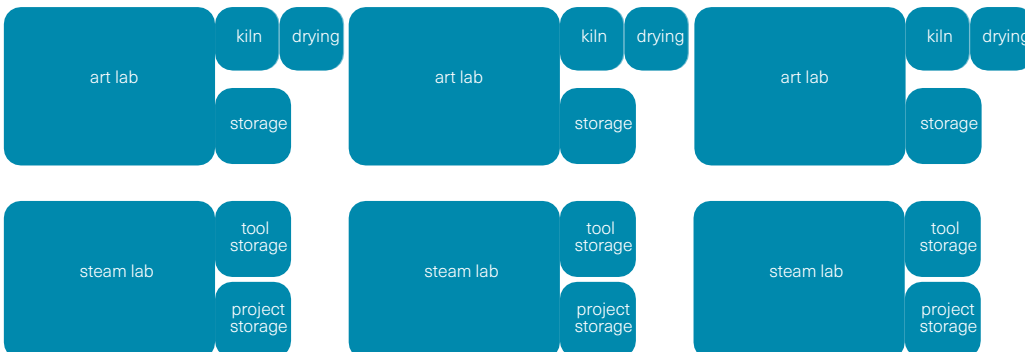 kiln drying kiln drying kiln drying
art lab art lab art lab
storage storage storage
tool tool tool
storage storage storage
steam lab steam lab steam lab
project project project
storage storage storage